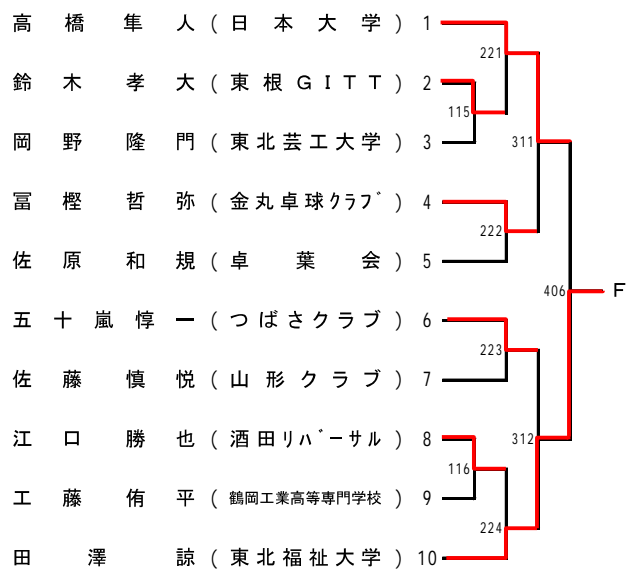 高橋隼人(日本大学) 1
221
鈴木孝大(東根GITT) 2
115
岡野隆門(東北芸工大学) 3
311
冨樫哲弥(金丸卓球クラブ) 4
222
佐原和規(卓葉会) 5
406 F
五十嵐惇一(つばさクラブ) 6
223
佐藤慎悦(山形クラブ) 7
江口勝也(酒田リバーサル) 8
312
116
工藤侑平(鶴岡工業高等専門学校) 9
224
田澤諒(東北福祉大学) 10